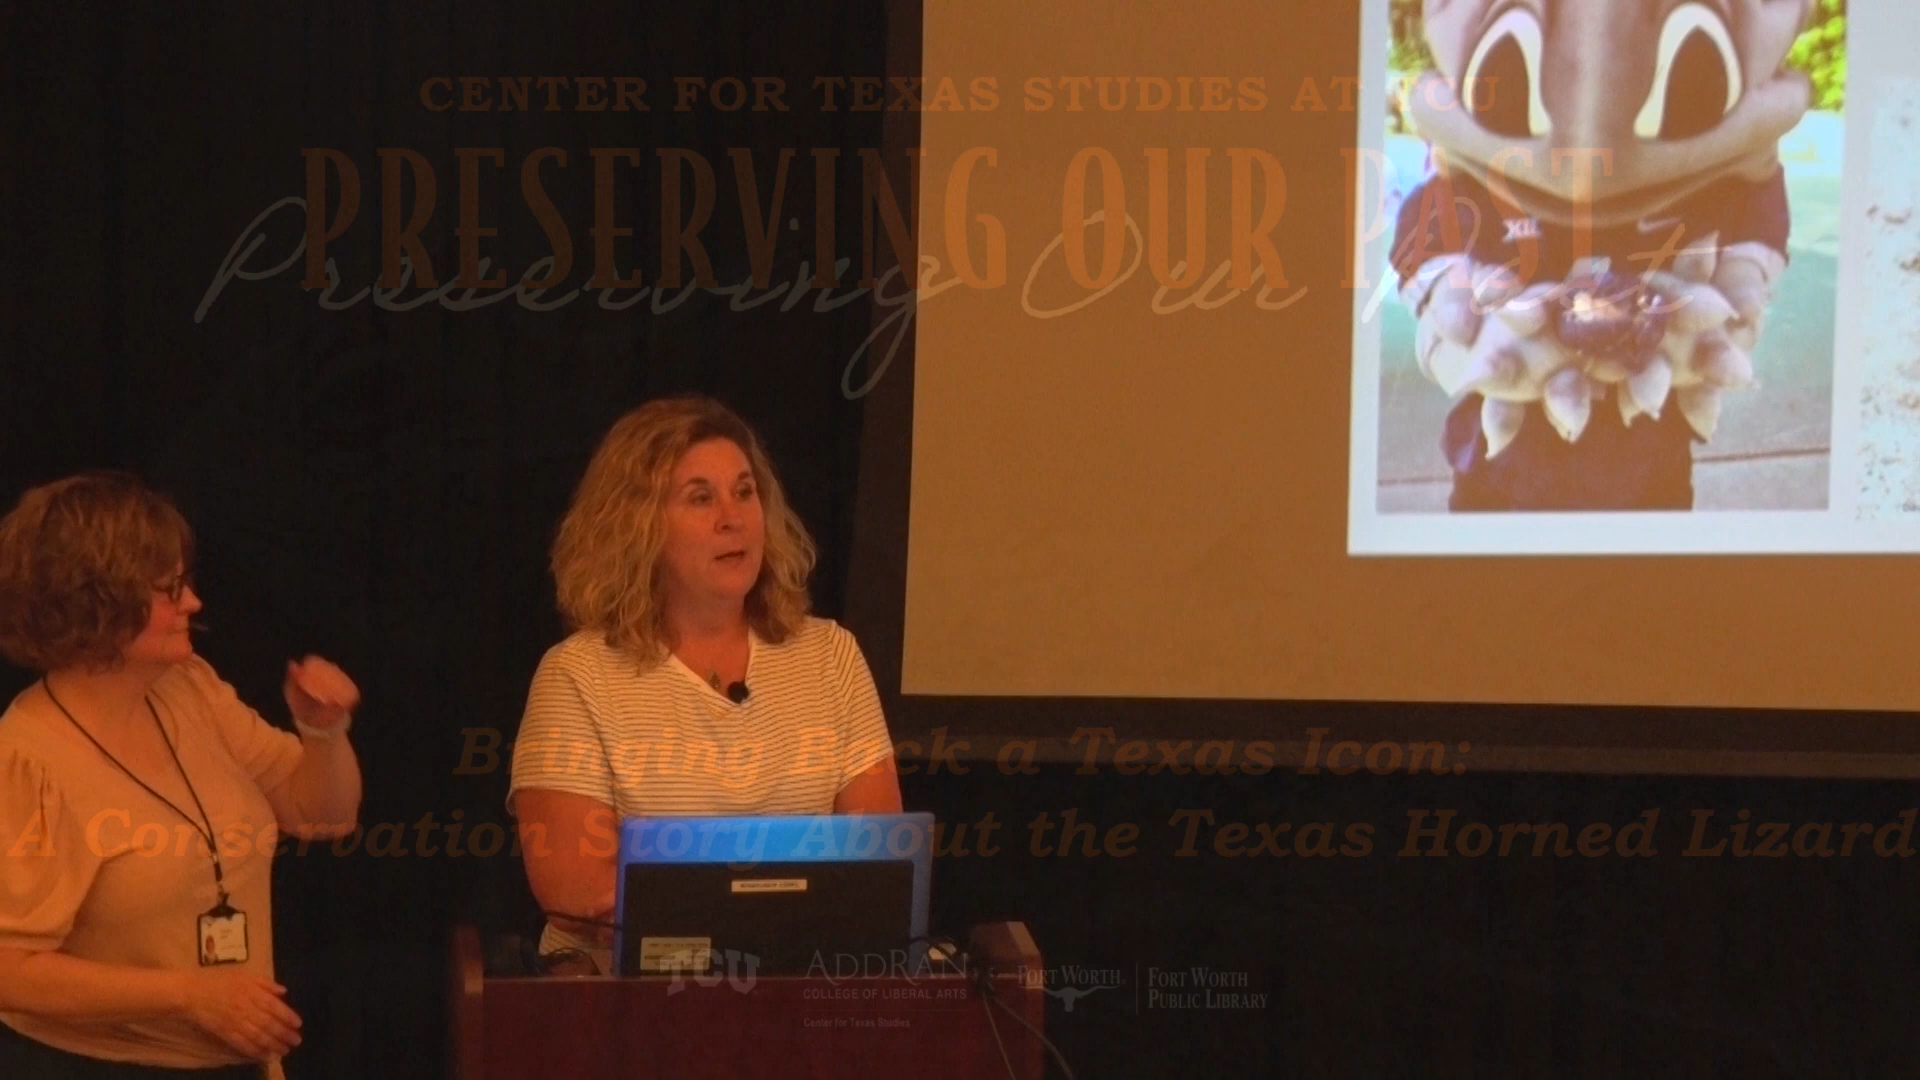 CENTER FOR TEXAS STUDIES AT TCU
PRESERVING OUR PAST
Preserving Our Past
XII
Bringing Back a Texas Icon:
A Conservation Story About the Texas Horned Lizard
TCU
ADDRAN
COLLEGE OF LIBERAL ARTS
Center for Texas Studies
FORT WORTH®
FORT WORTH
PUBLIC LIBRARY